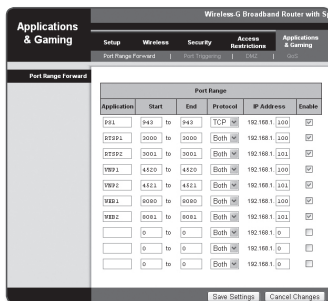 Wireless-G Broadband Router with S
Applications & Gaming
Setup Wireless Security Access Restrictions Applications & Gaming
Port Range Forward | Port Triggering | DMZ | QoS
Port Range Forward
Port Range
Application Start End Protocol IP Address Enable
943 to 943 TCP 192.168.1. 100
RTSP1 3000 to 3000 Both 192.168.1. 100
RTSP2 3001 to 3001 Both 192.168.1. 101
VNP1 4520 to 4520 Both 192.168.1. 100
VNP2 4521 to 4521 Both 192.168.1. 101
WEB1 8080 to 8080 Both 192.168.1. 100
WEB2 8081 to 8081 Both 192.168.1. 101
0 to 0 Both 192.168.1. 0
0 to 0 Both 192.168.1. 0
0 to 0 Both 192.168.1. 0
Save Settings Cancel Changes